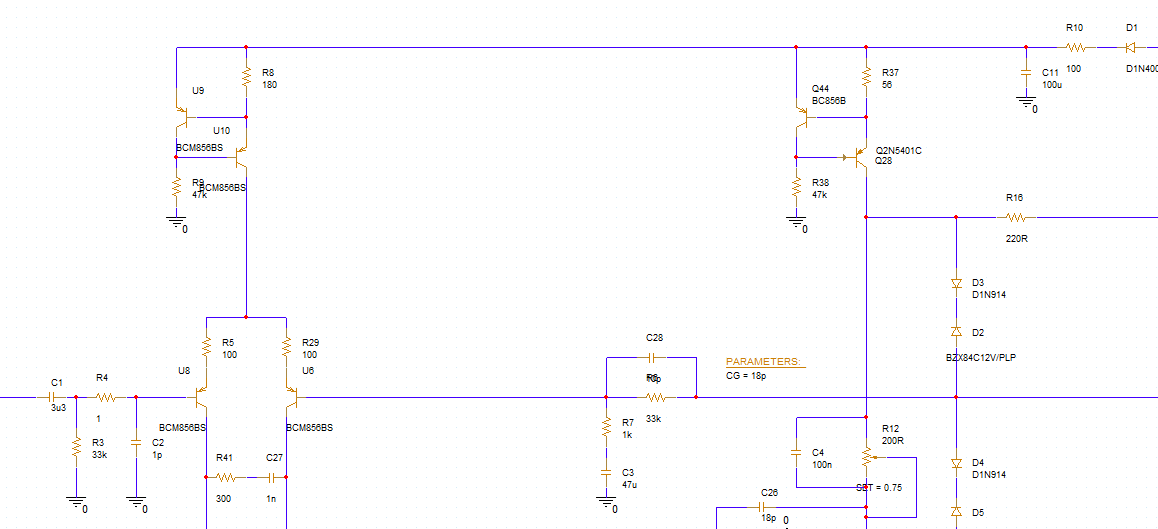 R10
D1
R8
180
R37
56
C11
100u
100
D1N400
U9
Q44
BC856B
0
U10
BCM856BS
Q2N5401C
Q28
R9
BCM856BS
47k
R38
47k
0
0
R16
220R
D3
D1N914
R5
100
R29
100
C28
D2
BZX84C12V/PLP
PARAMETERS:
CG = 18p
U8
U6
C1
3u3
R4
1
R6
33k
BCM856BS
BCM856BS
R7
1k
R12
200R
R3
33k
C2
1p
R41
300
C27
1n
C3
47u
C4
100n
D4
D1N914
SET = 0.75
C26
18p
0
0
0
0
D5